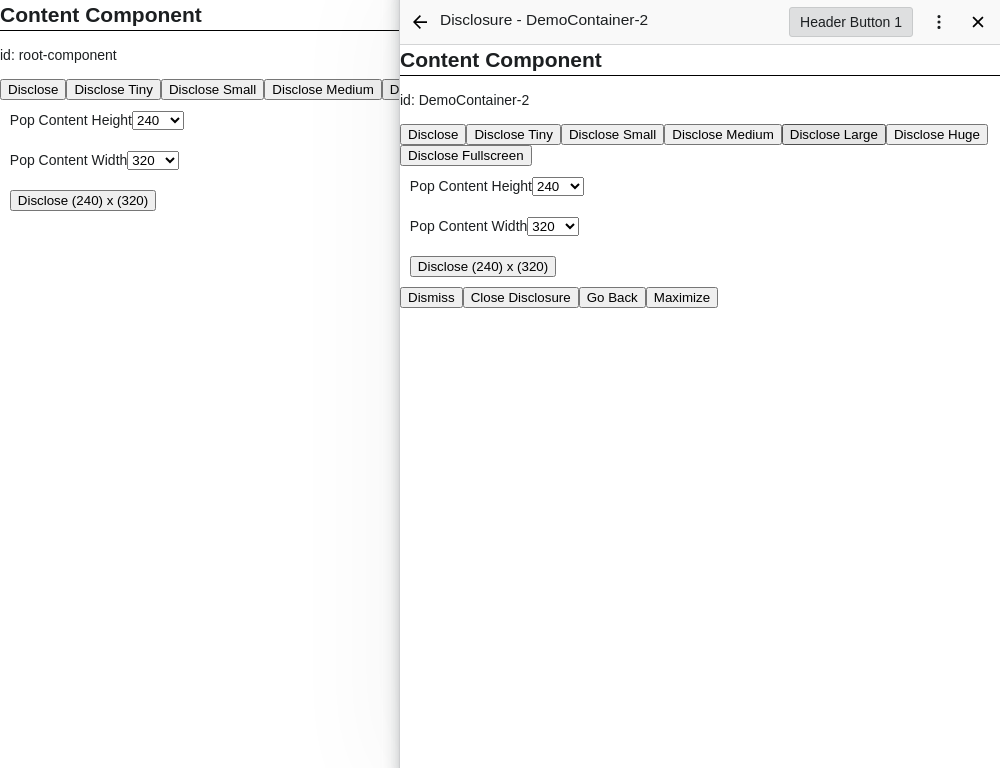 Content Component
id: root-component
Disclose Disclose Tiny Disclose Small Disclose Medium
Pop Content Height 240
Pop Content Width 320
Disclose (240) x (320)
Disclosure - DemoContainer-2 Header Button 1
Content Component
id: DemoContainer-2
Disclose Disclose Tiny Disclose Small Disclose Medium Disclose Large Disclose Huge
Disclose Fullscreen
Pop Content Height 240
Pop Content Width 320
Disclose (240) x (320)
Dismiss Close Disclosure Go Back Maximize